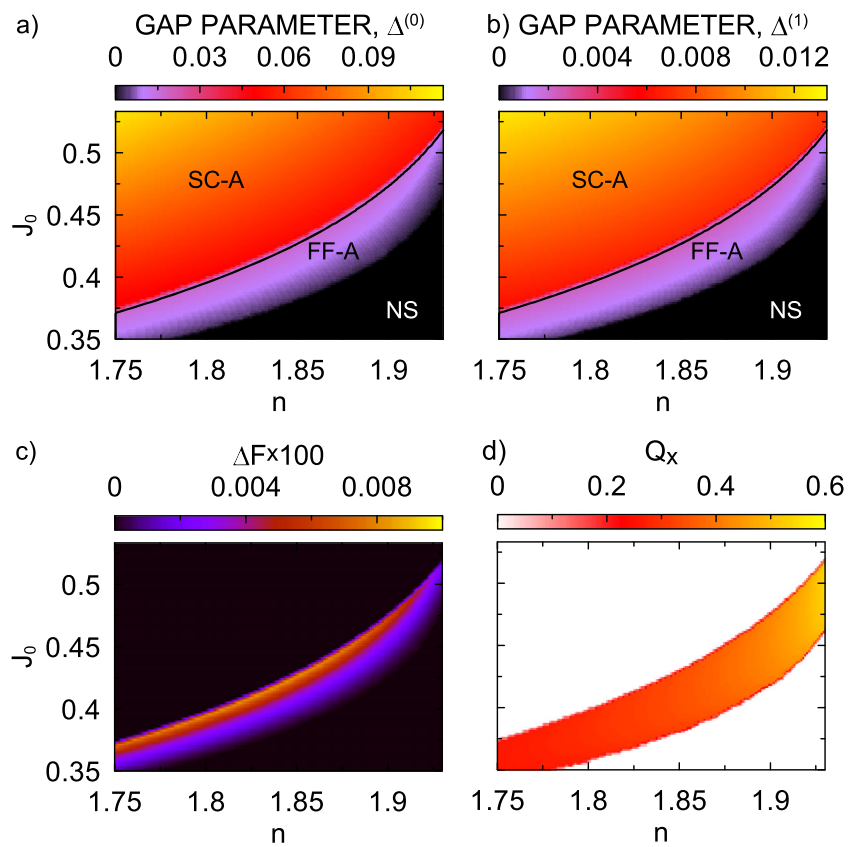 a) GAP PARAMETER, Δ⁽⁰⁾
0 0.03 0.06 0.09
SC-A
FF-A
NS
J₀
0.5
0.45
0.4
0.35
1.75 1.8 1.85 1.9
n
b) GAP PARAMETER, Δ⁽¹⁾
0 0.004 0.008 0.012
SC-A
FF-A
NS
1.75 1.8 1.85 1.9
n
c) ΔF×100
0 0.004 0.008
J₀
0.5
0.45
0.4
0.35
1.75 1.8 1.85 1.9
n
d) Qₓ
0 0.2 0.4 0.6
1.75 1.8 1.85 1.9
n